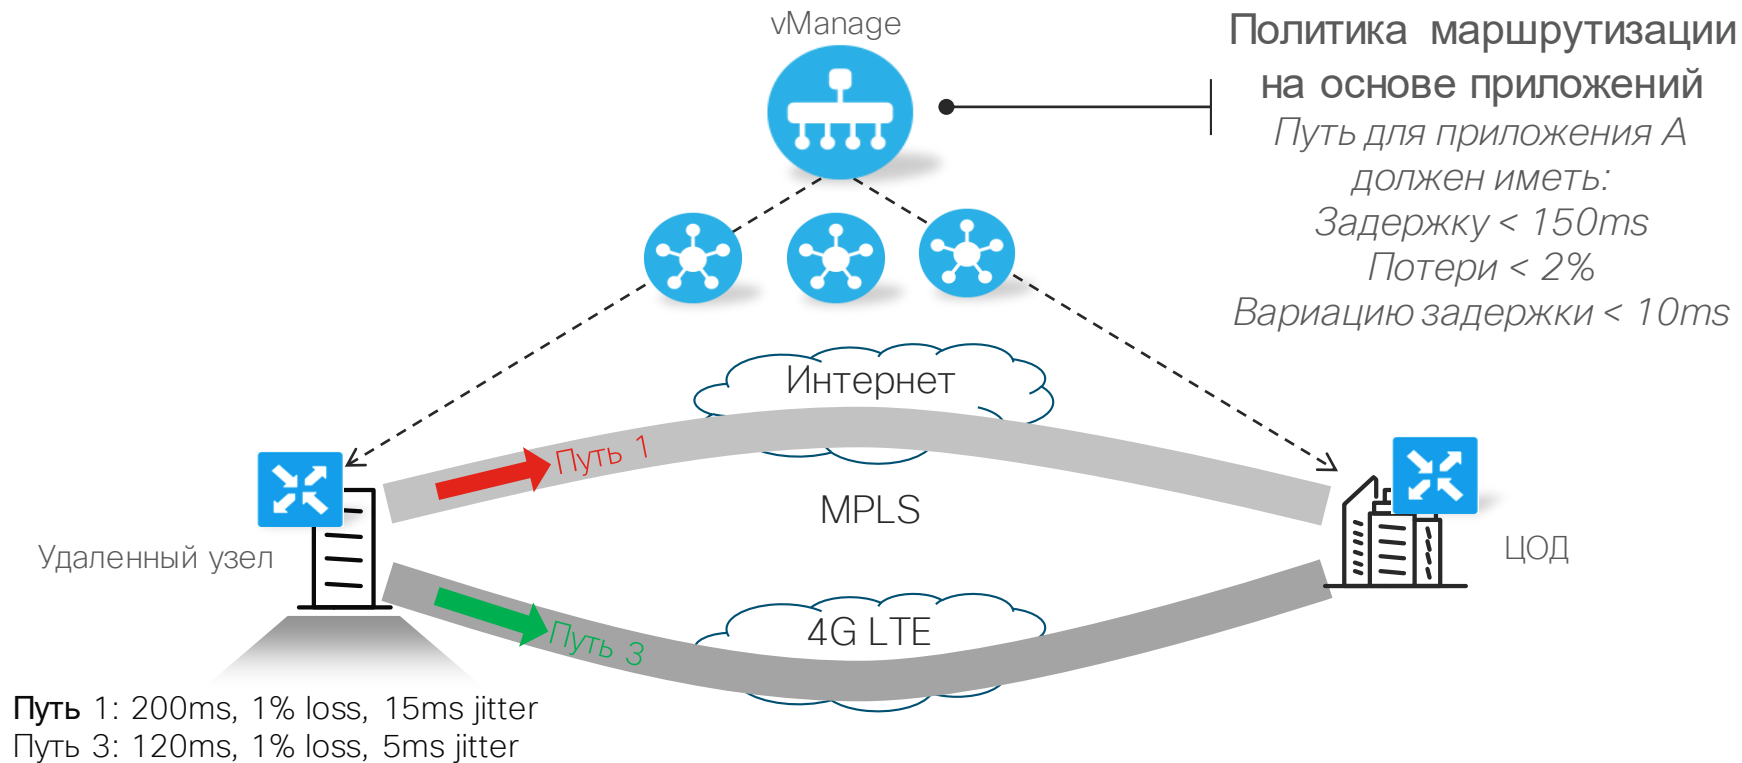 vManage
Политика маршрутизации
на основе приложений
Путь для приложения А
должен иметь:
Задержку < 150ms
Потери < 2%
Вариацию задержки < 10ms
Интернет
Путь 1
MPLS
Удаленный узел
ЦОД
4G LTE
Путь 3
Путь 1: 200ms, 1% loss, 15ms jitter
Путь 3: 120ms, 1% loss, 5ms jitter